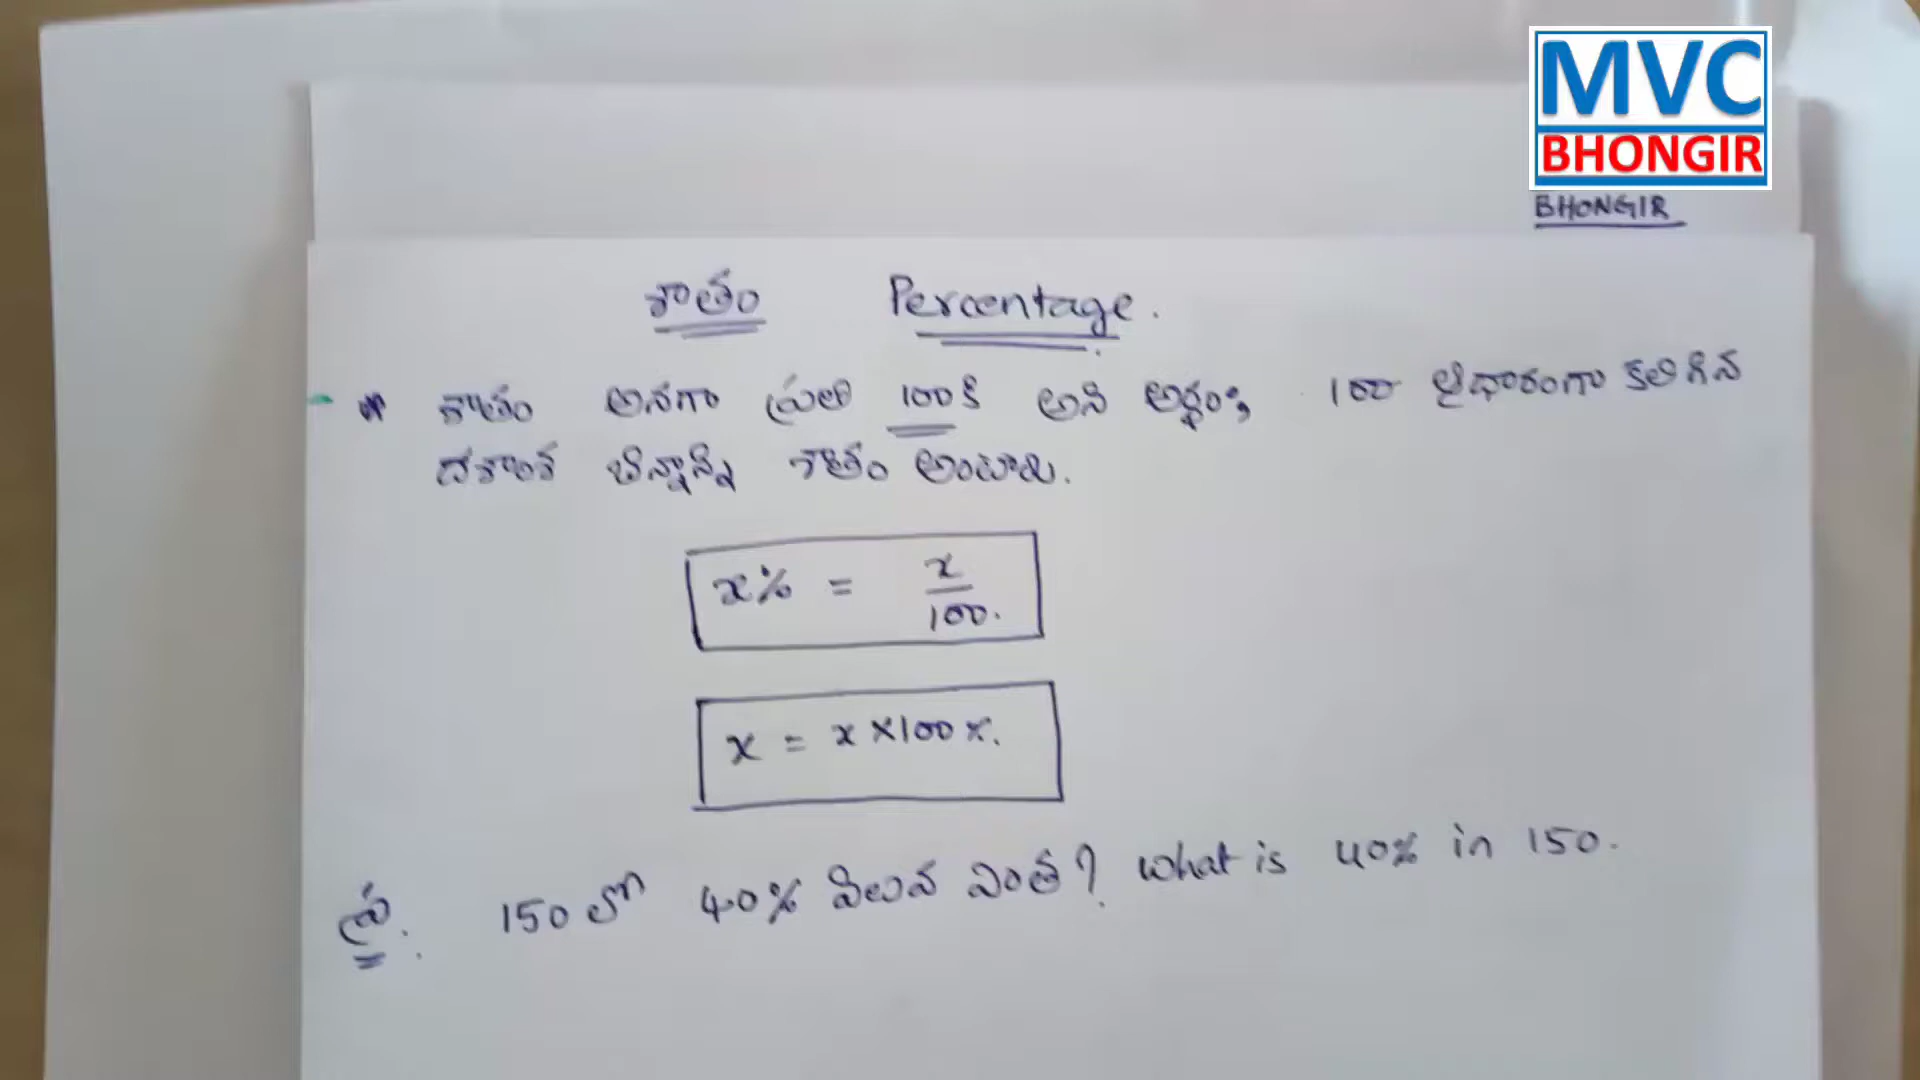 MVC
BHONGIR
BHONGIR
శాతం Percentage.
* శాతం అనగా ప్రతి 100కి అని అర్థం; 100 ఆధారంగా కలిగిన
దశాంశ భిన్నాన్ని శాతం అంటారు.
x% = x/100.
x = x × 100%.
ప్ర. 150 లో 40% విలువ ఎంత? What is 40% in 150.